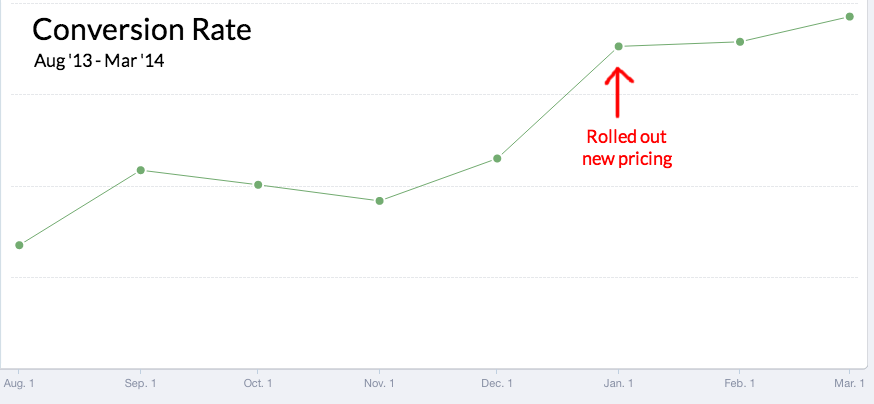 Conversion Rate
Aug '13 - Mar '14
Rolled out
new pricing
Aug. 1 Sep. 1 Oct. 1 Nov. 1 Dec. 1 Jan. 1 Feb. 1 Mar. 1